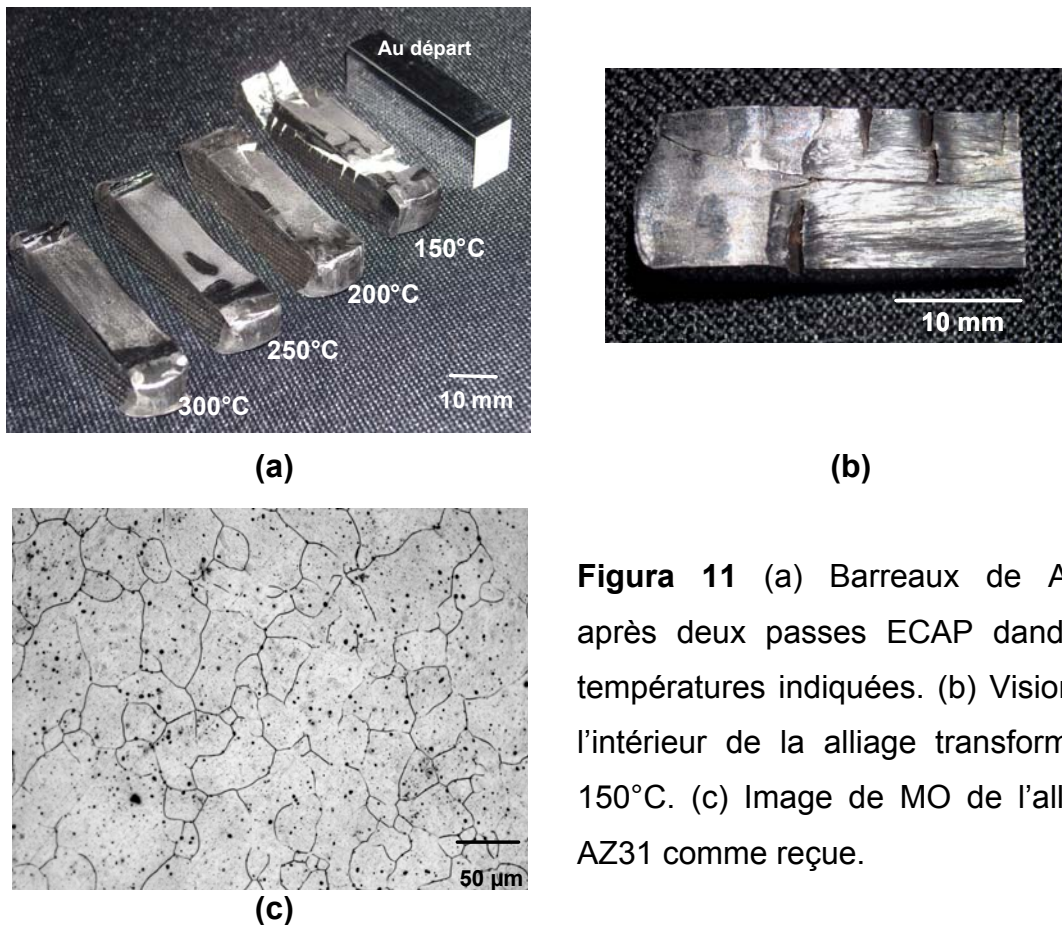 Au départ
150°C
200°C
250°C
300°C
10 mm
(a)
10 mm
(b)
50 µm
(c)
Figura 11 (a) Barreaux de A
après deux passes ECAP dand
températures indiquées. (b) Vision
l'intérieur de la alliage transform
150°C. (c) Image de MO de l'all
AZ31 comme reçue.